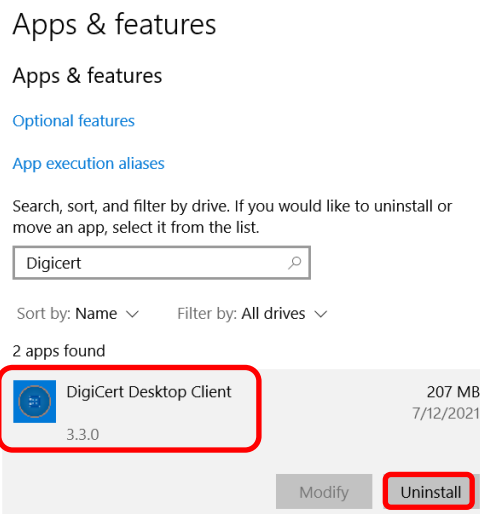 Apps & features
Apps & features
Optional features
App execution aliases
Search, sort, and filter by drive. If you would like to uninstall or
move an app, select it from the list.
Digicert
Sort by: Name Filter by: All drives
2 apps found
DigiCert Desktop Client 207 MB
7/12/2021
3.3.0
Modify Uninstall